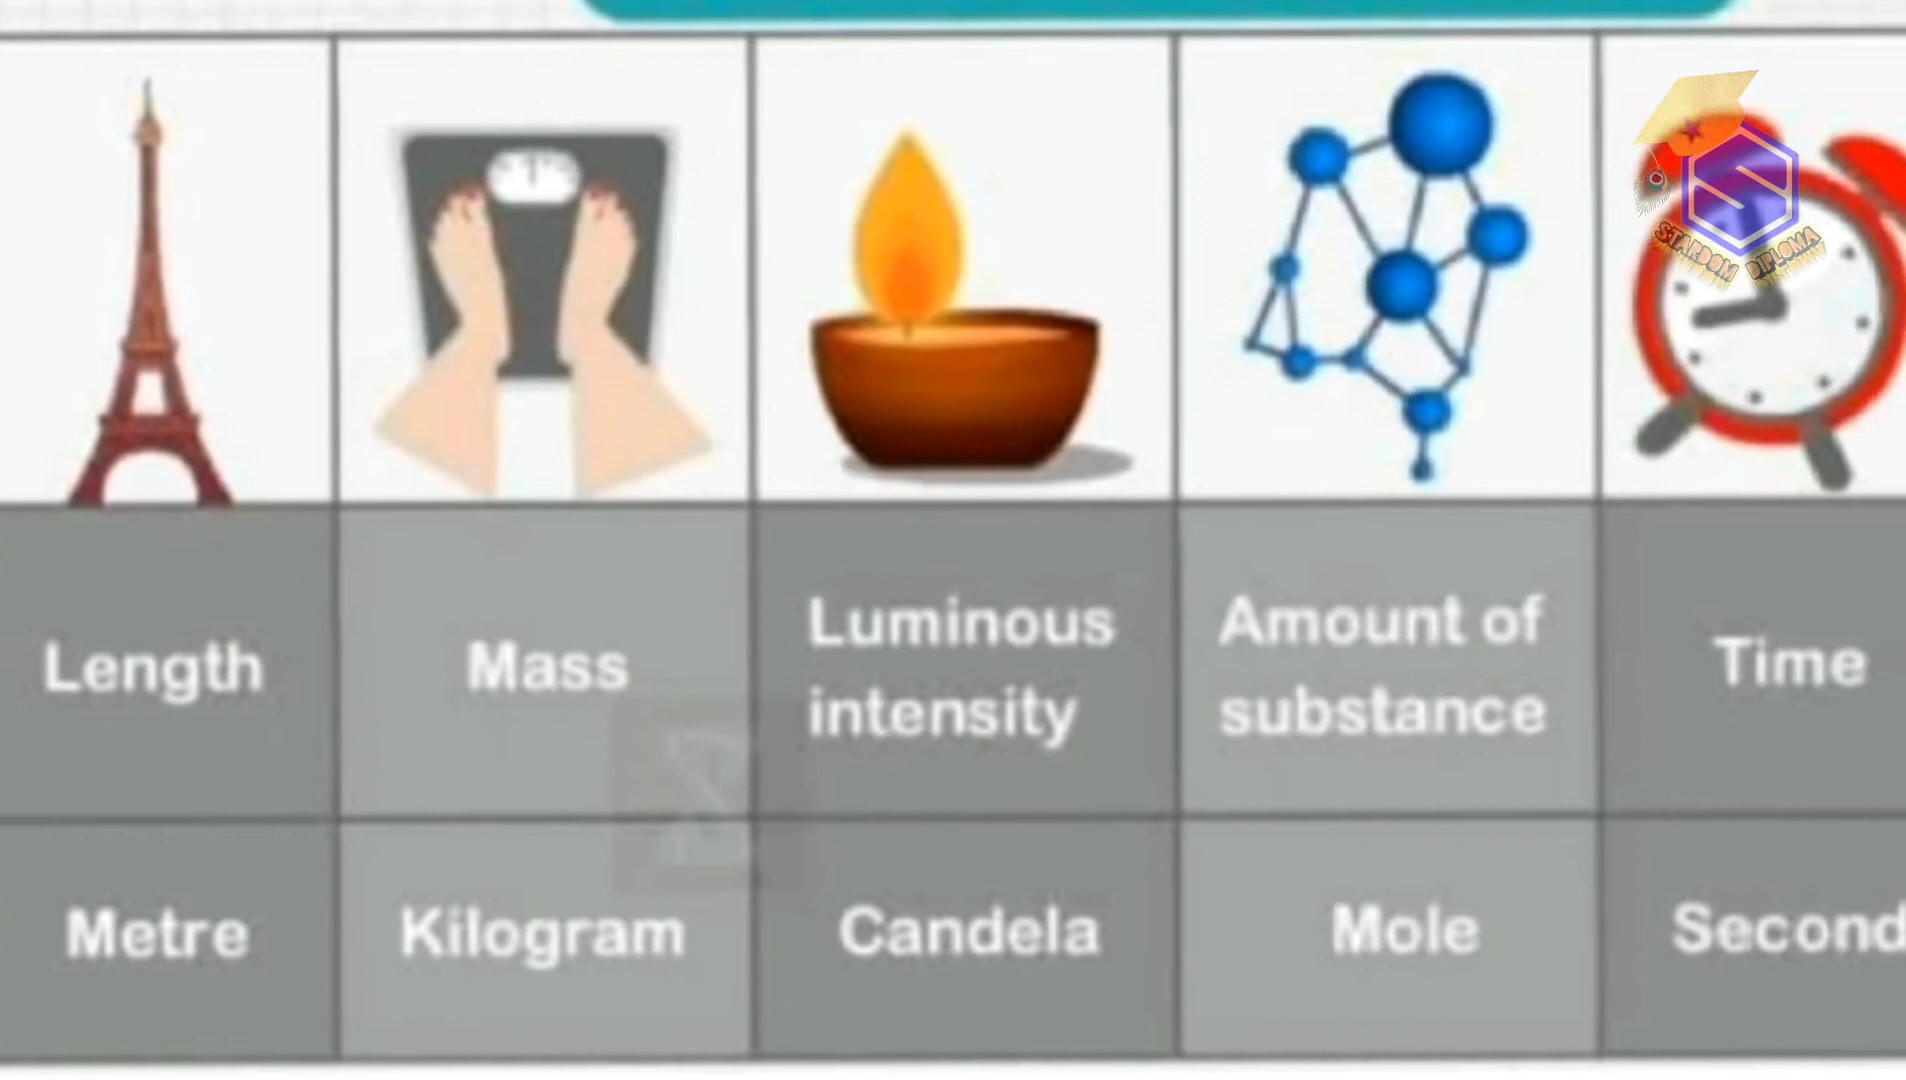 STARDOM DIPLOMA
Length
Mass
Luminous
intensity
Amount of
substance
Time
Metre
Kilogram
Candela
Mole
Second